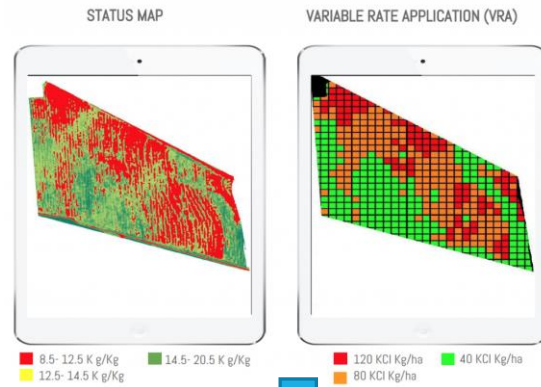 STATUS MAP
VARIABLE RATE APPLICATION (VRA)
8.5- 12.5 K g/Kg
14.5- 20.5 K g/Kg
12.5- 14.5 K g/Kg
120 KCl Kg/ha
40 KCl Kg/ha
80 KCl Kg/ha